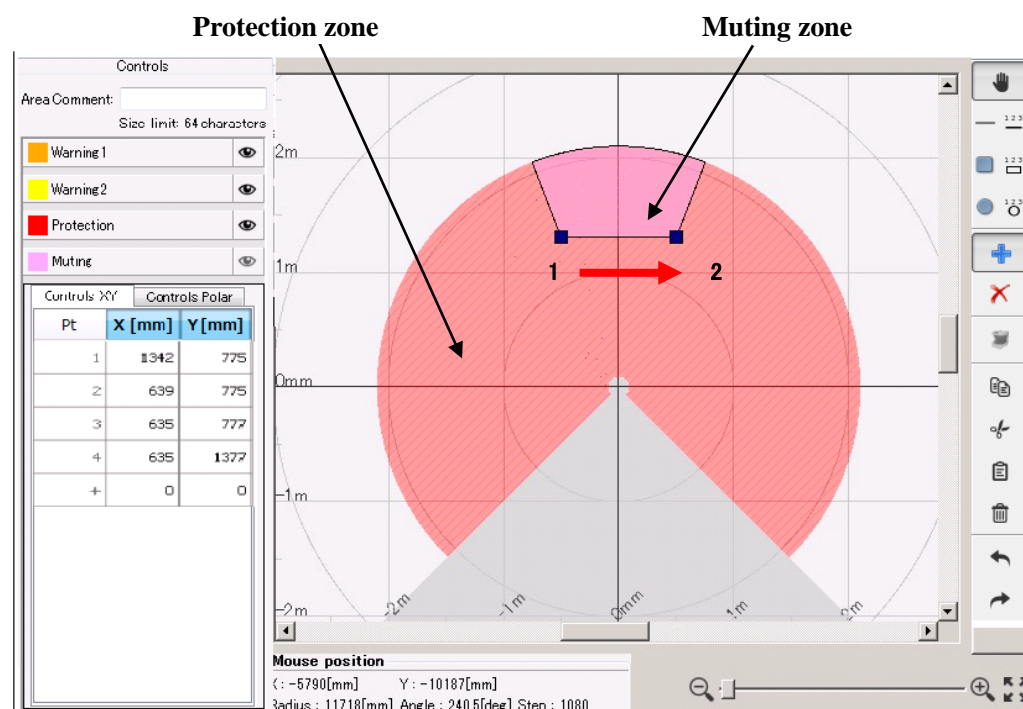 Protection zone
Muting zone
Controls
Area Comment:
Size limit: 64 characters
Warning 1
Warning 2
Protection
Muting
Controls XY Controls Polar
Pt X [mm] Y [mm]
1 1342 775
2 639 775
3 635 777
4 635 1377
+ 0 0
2m
1m
0mm
-1m
-2m
-2m -1m 0mm 1m 2m
1 2
123
123
123
Mouse position
X : -5790[mm] Y : -10187[mm]
Radius : 11718[mm] Angle : 240.5[deg] Step : 1080